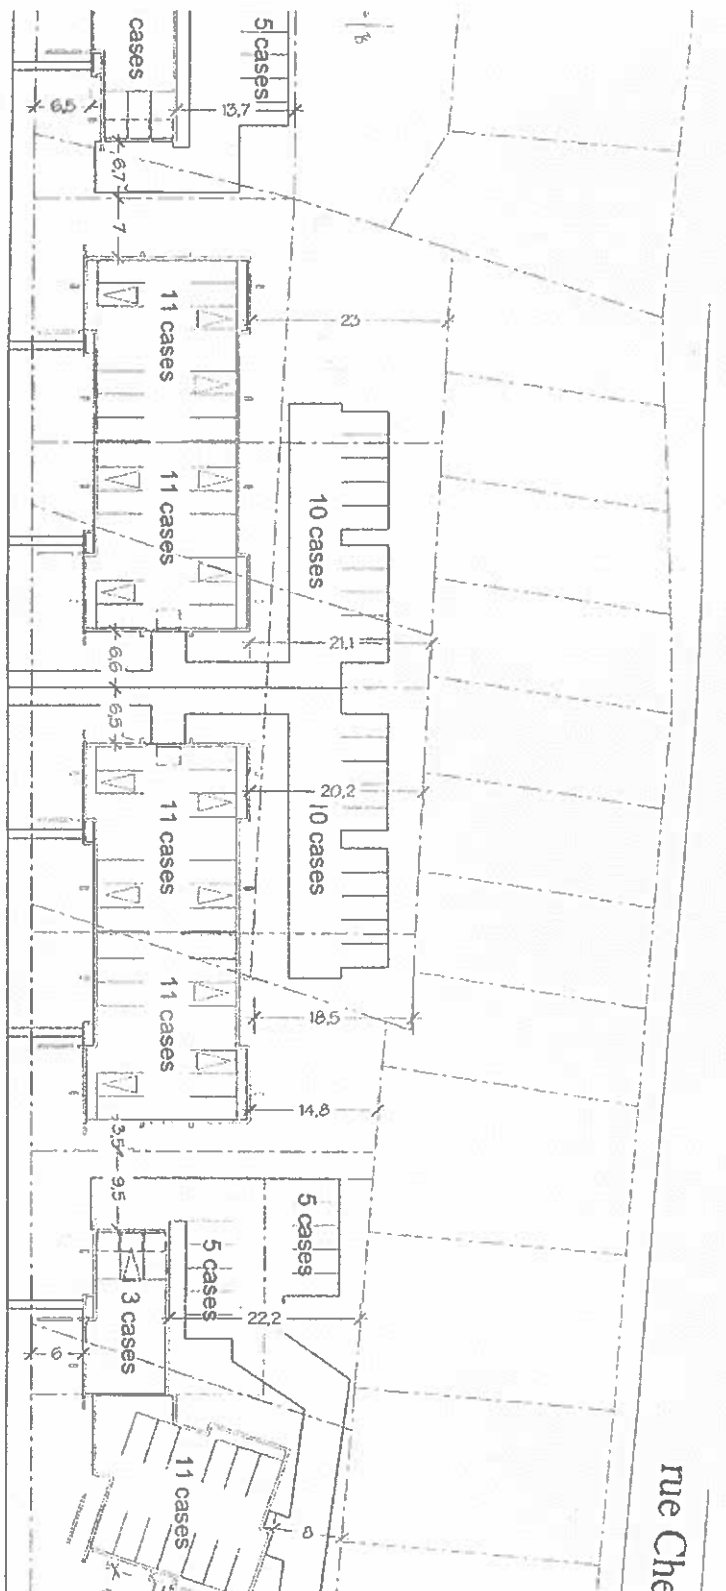 cases
5 cases
6,5
13,7
6,7
7
11 cases
23
11 cases
10 cases
21,1
6,6
6,5
20,2
11 cases
10 cases
11 cases
18,5
14,8
3,5
9,5
5 cases
5 cases
3 cases
22,2
6
11 cases
8
rue Che